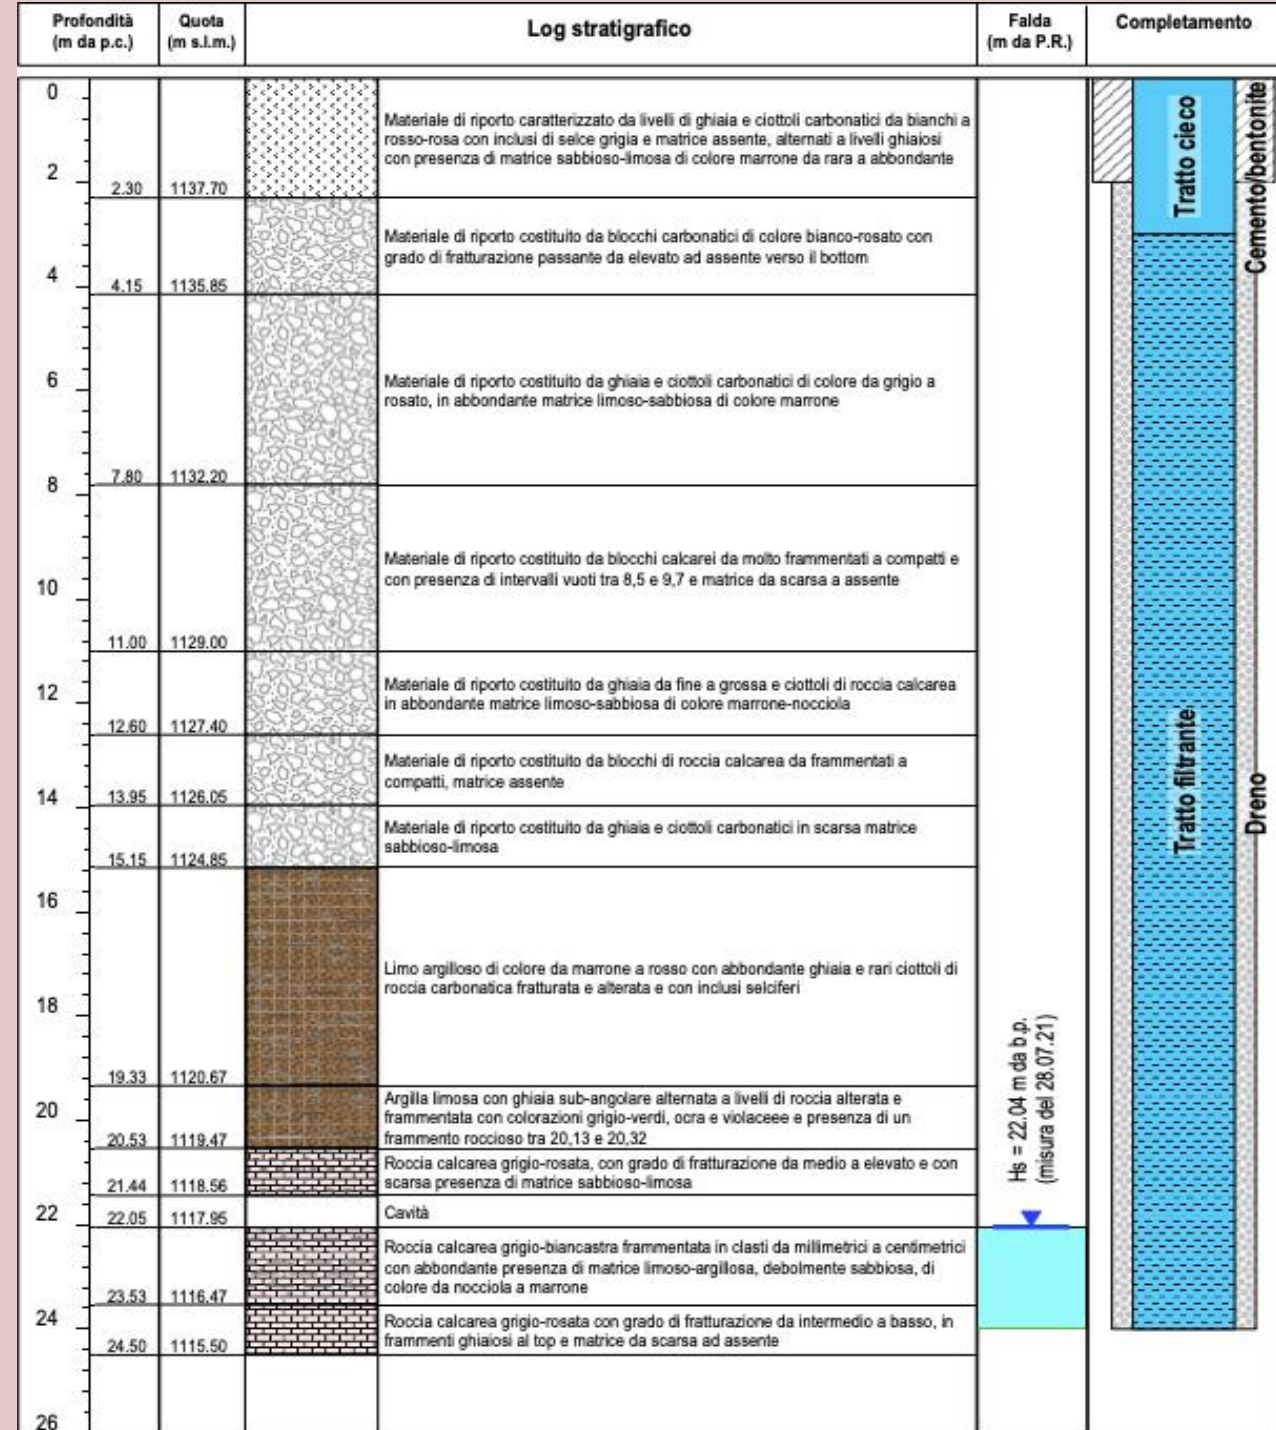 Profondità
(m da p.c.)
Quota
(m s.l.m.)
Log stratigrafico
Falda
(m da P.R.)
Completamento
0
Materiale di riporto caratterizzato da livelli di ghiaia e ciottoli carbonatici da bianchi a
rosso-rosa con inclusi di selce grigia e matrice assente, alternati a livelli ghiaiosi
con presenza di matrice sabbioso-limosa di colore marrone da rara a abbondante
2
2.30 1137.70
Materiale di riporto costituito da blocchi carbonatici di colore bianco-rosato con
grado di fratturazione passante da elevato ad assente verso il bottom
4
4.15 1135.85
Materiale di riporto costituito da ghiaia e ciottoli carbonatici di colore da grigio a
rosato, in abbondante matrice limoso-sabbiosa di colore marrone
6
7.80 1132.20
8
Materiale di riporto costituito da blocchi calcarei da molto frammentati a compatti e
con presenza di intervalli vuoti tra 8,5 e 9,7 e matrice da scarsa a assente
10
11.00 1129.00
Materiale di riporto costituito da ghiaia da fine a grossa e ciottoli di roccia calcarea
in abbondante matrice limoso-sabbiosa di colore marrone-nocciola
12
12.60 1127.40
Materiale di riporto costituito da blocchi di roccia calcarea da frammentati a
compatti, matrice assente
14
13.95 1126.05
Materiale di riporto costituito da ghiaia e ciottoli carbonatici in scarsa matrice
sabbioso-limosa
15.15 1124.85
16
Limo argilloso di colore da marrone a rosso con abbondante ghiaia e rari ciottoli di
roccia carbonatica fratturata e alterata e con inclusi selciferi
18
19.33 1120.67
Argilla limosa con ghiaia sub-angolare alternata a livelli di roccia alterata e
frammentata con colorazioni grigio-verdi, ocra e violaceee e presenza di un
frammento roccioso tra 20,13 e 20,32
20
20.53 1119.47
Roccia calcarea grigio-rosata, con grado di fratturazione da medio a elevato e con
scarsa presenza di matrice sabbioso-limosa
21.44 1118.56
Cavità
22
22.05 1117.95
Roccia calcarea grigio-biancastra frammentata in clasti da millimetrici a centimetrici
con abbondante presenza di matrice limoso-argillosa, debolmente sabbiosa, di
colore da nocciola a marrone
23.53 1116.47
24
Roccia calcarea grigio-rosata con grado di fratturazione da intermedio a basso, in
frammenti ghiaiosi al top e matrice da scarsa ad assente
24.50 1115.50
26
Hs = 22.04 m da b.p.
(misura del 28.07.21)
Tratto cieco
Cemento/bentonite
Tratto filtrante
Dreno